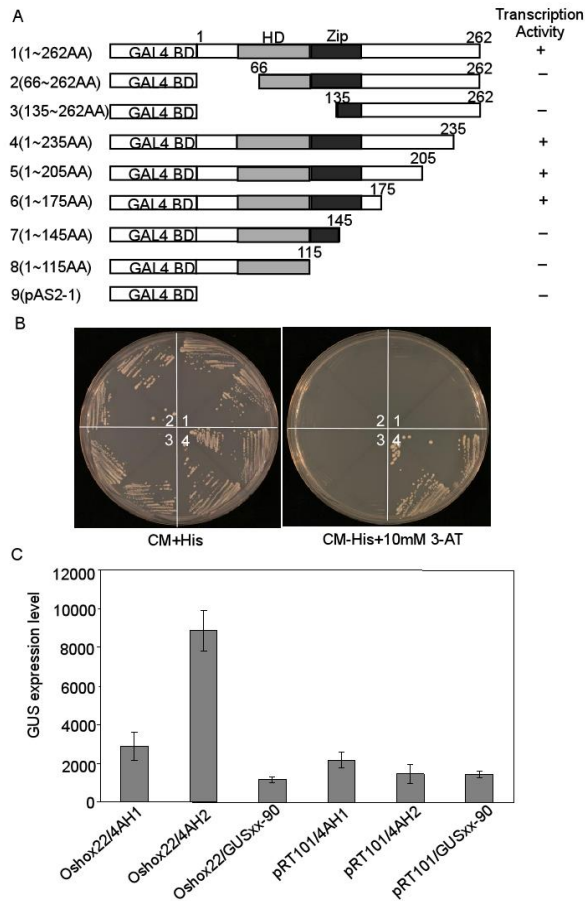 A
Transcription
Activity
1 HD Zip 262
1(1~262AA) GAL4 BD +
66 262
2(66~262AA) GAL4 BD −
135 262
3(135~262AA) GAL4 BD −
235
4(1~235AA) GAL4 BD +
205
5(1~205AA) GAL4 BD +
175
6(1~175AA) GAL4 BD +
145
7(1~145AA) GAL4 BD −
115
8(1~115AA) GAL4 BD −
9(pAS2-1) GAL4 BD −
B
2 1 2 1
3 4 3 4
CM+His CM-His+10mM 3-AT
C
GUS expression level
12000
10000
8000
6000
4000
2000
0
Oshox22/4AH1
Oshox22/4AH2
Oshox22/GUSxx-90
pRT101/4AH1
pRT101/4AH2
pRT101/GUSxx-90